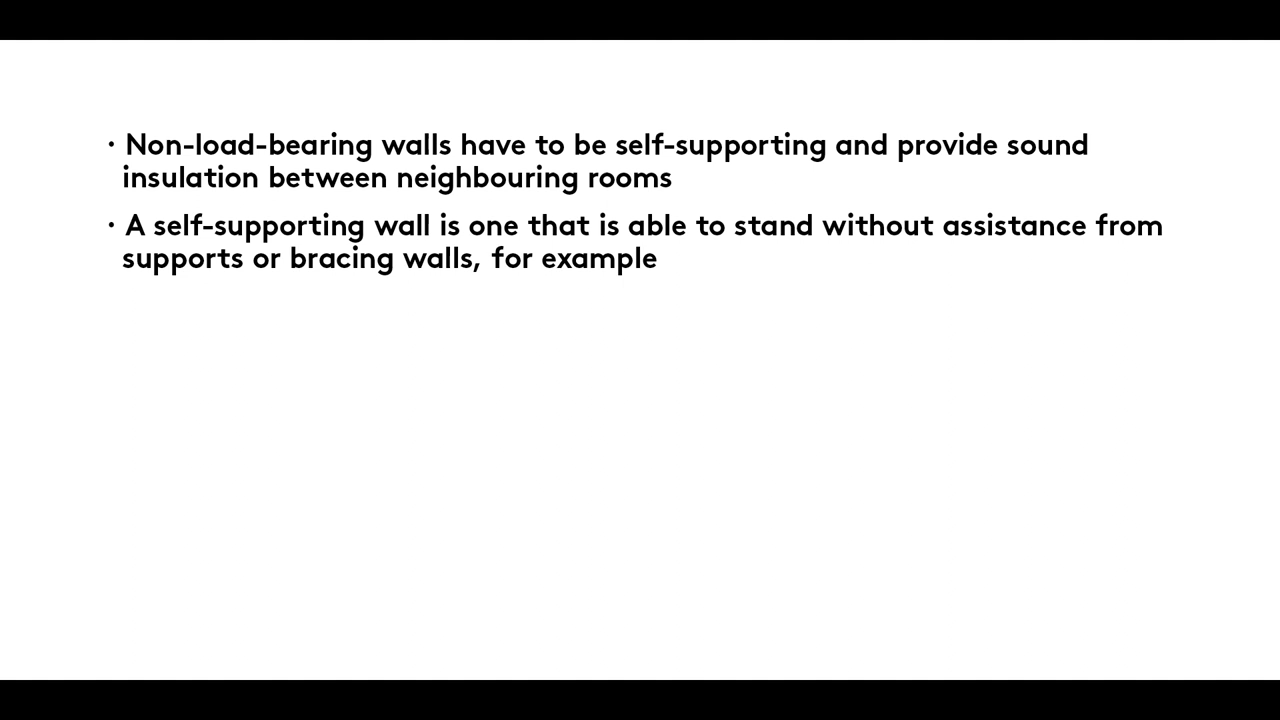 · Non-load-bearing walls have to be self-supporting and provide sound
insulation between neighbouring rooms
· A self-supporting wall is one that is able to stand without assistance from
supports or bracing walls, for example